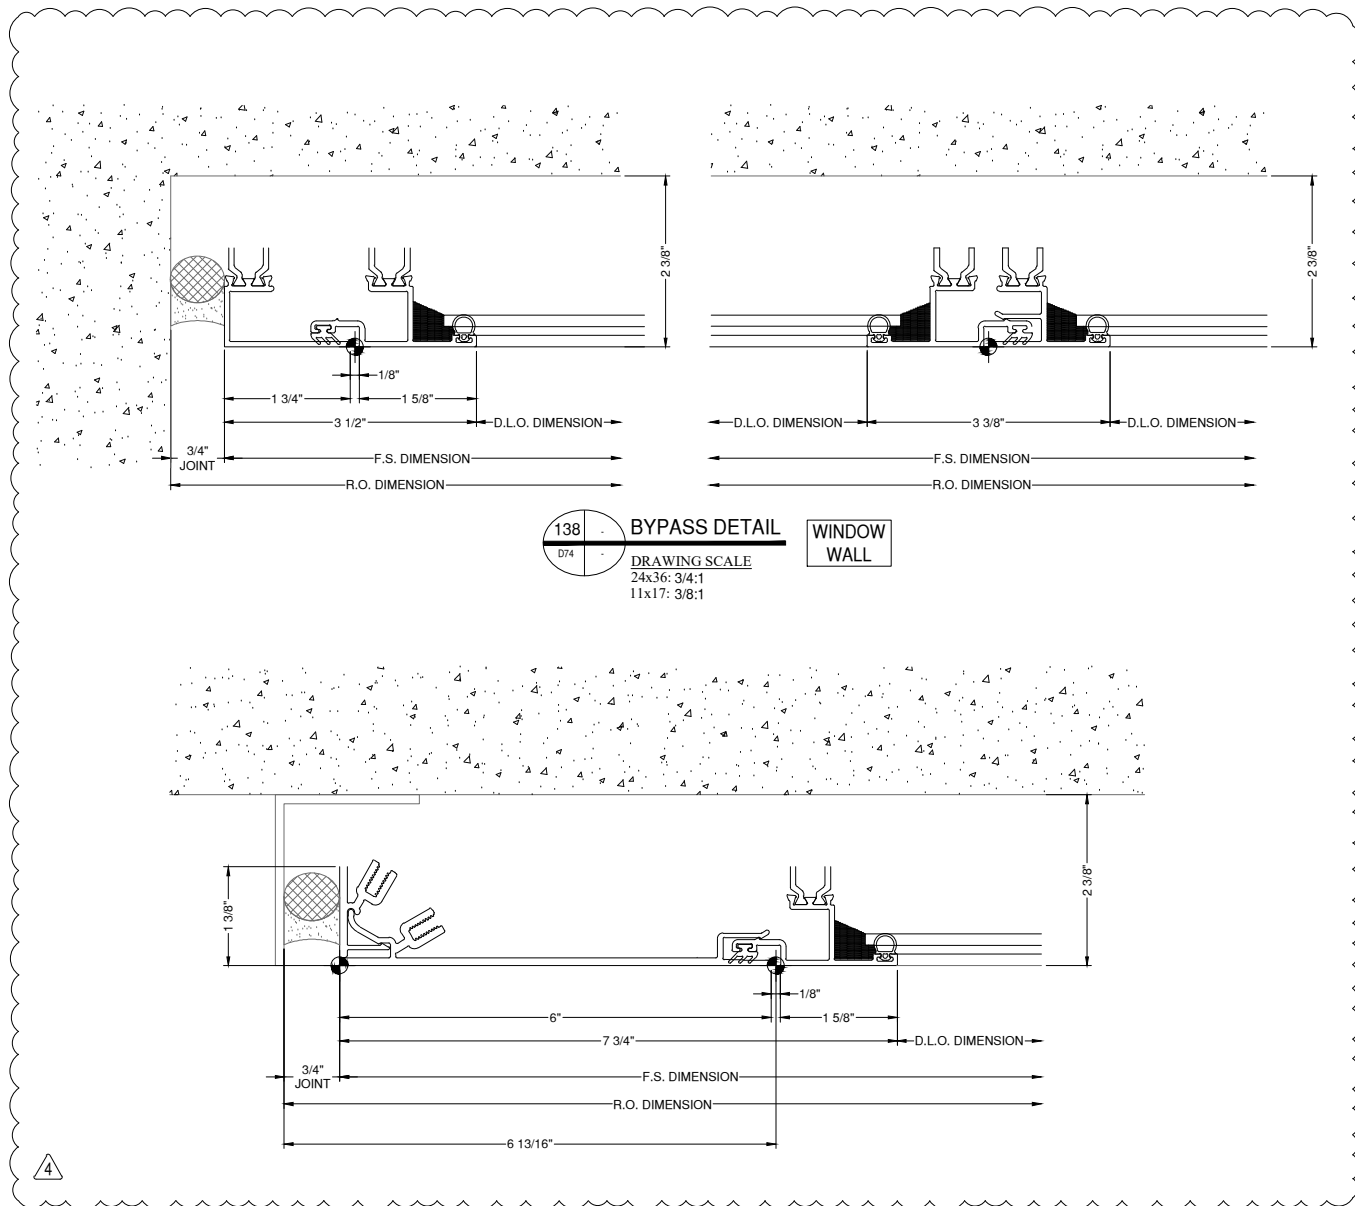 2 3/8"
2 3/8"
1/8"
1 3/4"
1 5/8"
3 1/2"
D.L.O. DIMENSION
D.L.O. DIMENSION
3 3/8"
D.L.O. DIMENSION
3/4"
JOINT
F.S. DIMENSION
F.S. DIMENSION
R.O. DIMENSION
R.O. DIMENSION
138 -
D74 -
BYPASS DETAIL
DRAWING SCALE
24x36: 3/4:1
11x17: 3/8:1
WINDOW
WALL
1 3/8"
2 3/8"
1/8"
6"
1 5/8"
7 3/4"
D.L.O. DIMENSION
3/4"
JOINT
F.S. DIMENSION
R.O. DIMENSION
6 13/16"
4